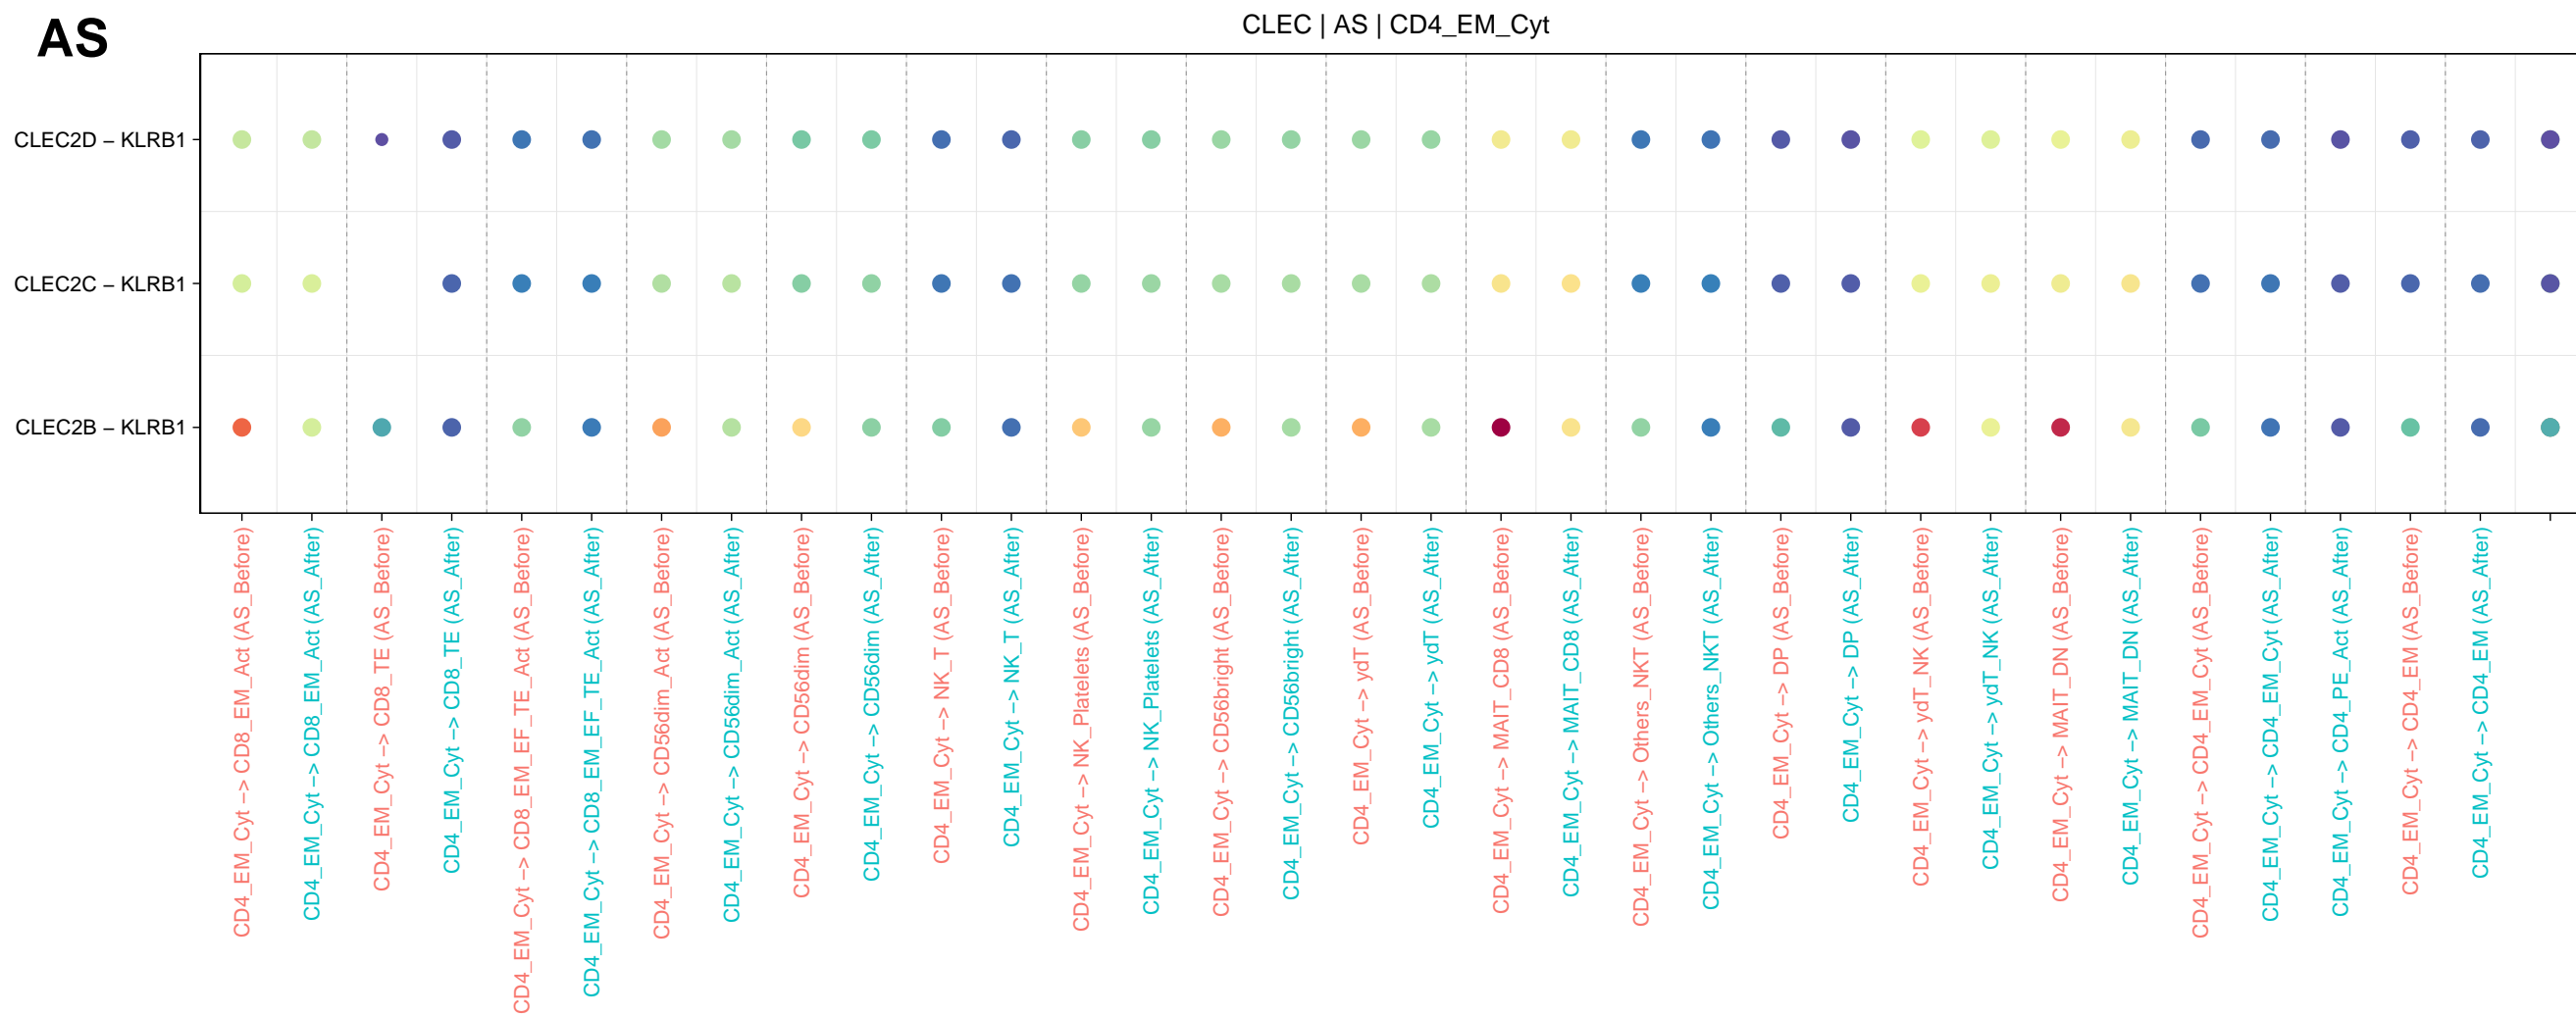 AS
CLEC | AS | CD4_EM_Cyt
CLEC2D – KLRB1
CLEC2C – KLRB1
CLEC2B – KLRB1
CD4_EM_Cyt –> CD8_EM_Act (AS_Before)
CD4_EM_Cyt –> CD8_EM_Act (AS_After)
CD4_EM_Cyt –> CD8_TE (AS_Before)
CD4_EM_Cyt –> CD8_TE (AS_After)
CD4_EM_Cyt –> CD8_EM_EF_TE_Act (AS_Before)
CD4_EM_Cyt –> CD8_EM_EF_TE_Act (AS_After)
CD4_EM_Cyt –> CD56dim_Act (AS_Before)
CD4_EM_Cyt –> CD56dim_Act (AS_After)
CD4_EM_Cyt –> CD56dim (AS_Before)
CD4_EM_Cyt –> CD56dim (AS_After)
CD4_EM_Cyt –> NK_T (AS_Before)
CD4_EM_Cyt –> NK_T (AS_After)
CD4_EM_Cyt –> NK_Platelets (AS_Before)
CD4_EM_Cyt –> NK_Platelets (AS_After)
CD4_EM_Cyt –> CD56bright (AS_Before)
CD4_EM_Cyt –> CD56bright (AS_After)
CD4_EM_Cyt –> ydT (AS_Before)
CD4_EM_Cyt –> ydT (AS_After)
CD4_EM_Cyt –> MAIT_CD8 (AS_Before)
CD4_EM_Cyt –> MAIT_CD8 (AS_After)
CD4_EM_Cyt –> Others_NKT (AS_Before)
CD4_EM_Cyt –> Others_NKT (AS_After)
CD4_EM_Cyt –> DP (AS_Before)
CD4_EM_Cyt –> DP (AS_After)
CD4_EM_Cyt –> ydT_NK (AS_Before)
CD4_EM_Cyt –> ydT_NK (AS_After)
CD4_EM_Cyt –> MAIT_DN (AS_Before)
CD4_EM_Cyt –> MAIT_DN (AS_After)
CD4_EM_Cyt –> CD4_EM_Cyt (AS_Before)
CD4_EM_Cyt –> CD4_EM_Cyt (AS_After)
CD4_EM_Cyt –> CD4_PE_Act (AS_After)
CD4_EM_Cyt –> CD4_EM (AS_Before)
CD4_EM_Cyt –> CD4_EM (AS_After)